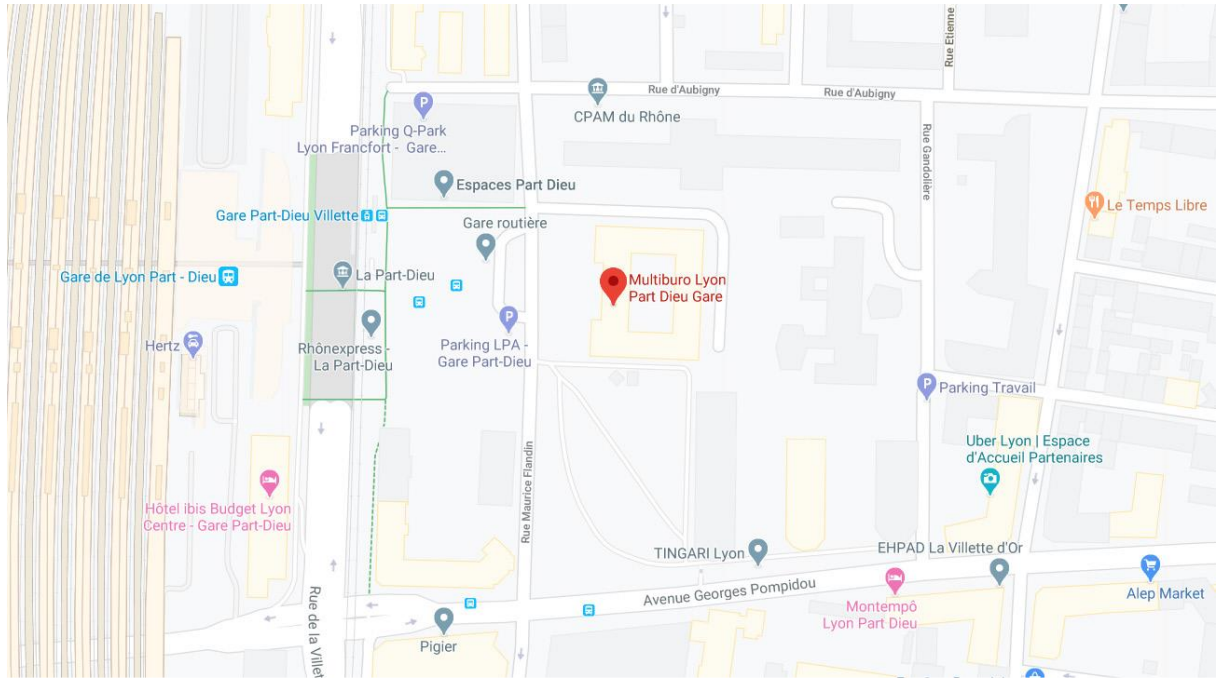 Rue Etienne
Rue d'Aubigny
Rue d'Aubigny
CPAM du Rhône
P
Parking Q-Park
Lyon Francfort - Gare...
Rue Gandolière
Espaces Part Dieu
Le Temps Libre
Gare Part-Dieu Villette
Gare routière
La Part-Dieu
Gare de Lyon Part - Dieu
Multiburo Lyon
Part Dieu Gare
P
Hertz
Rhônexpress -
La Part-Dieu
Parking LPA -
Gare Part-Dieu
P
Parking Travail
Uber Lyon | Espace
d'Accueil Partenaires
Rue Maurice Flandin
Hôtel ibis Budget Lyon
Centre - Gare Part-Dieu
TINGARI Lyon
EHPAD La Villette d'Or
Avenue Georges Pompidou
Alep Market
Montempô
Lyon Part Dieu
Rue de la Villet
Pigier